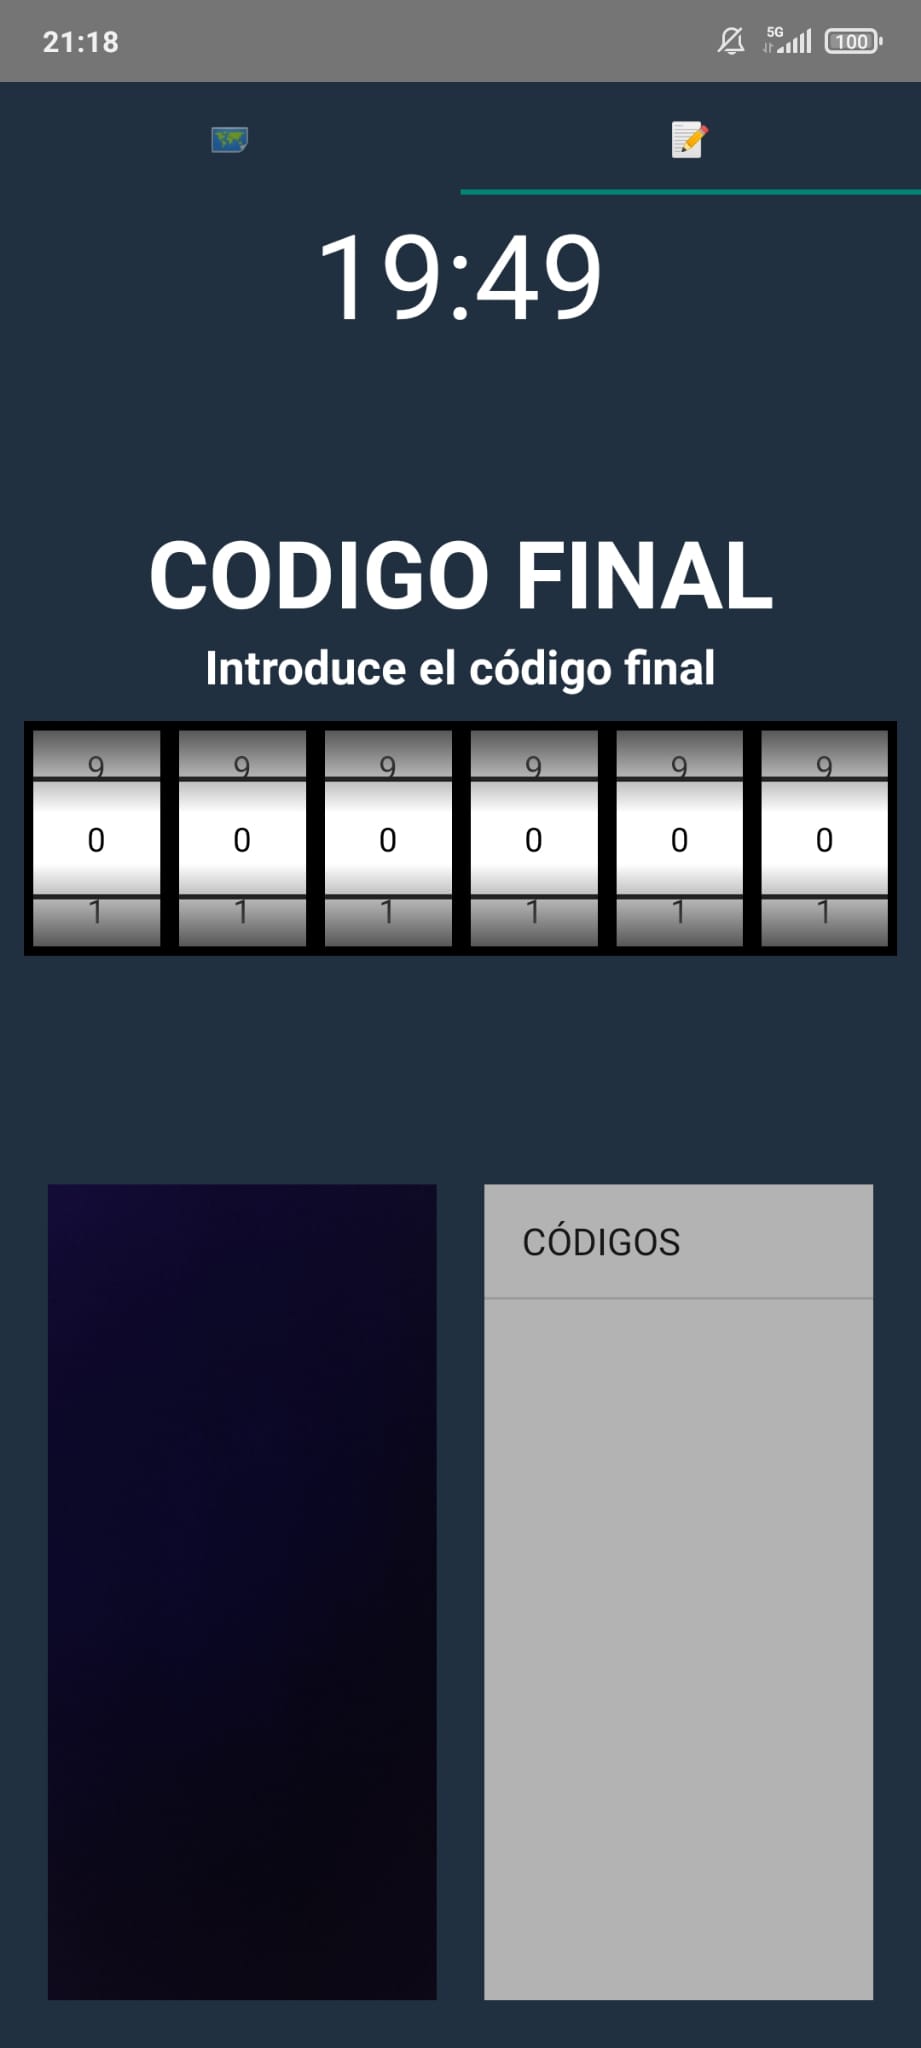 21:18 5G 100
19:49
CODIGO FINAL
Introduce el código final
9 9 9 9 9 9
0 0 0 0 0 0
1 1 1 1 1 1
CÓDIGOS